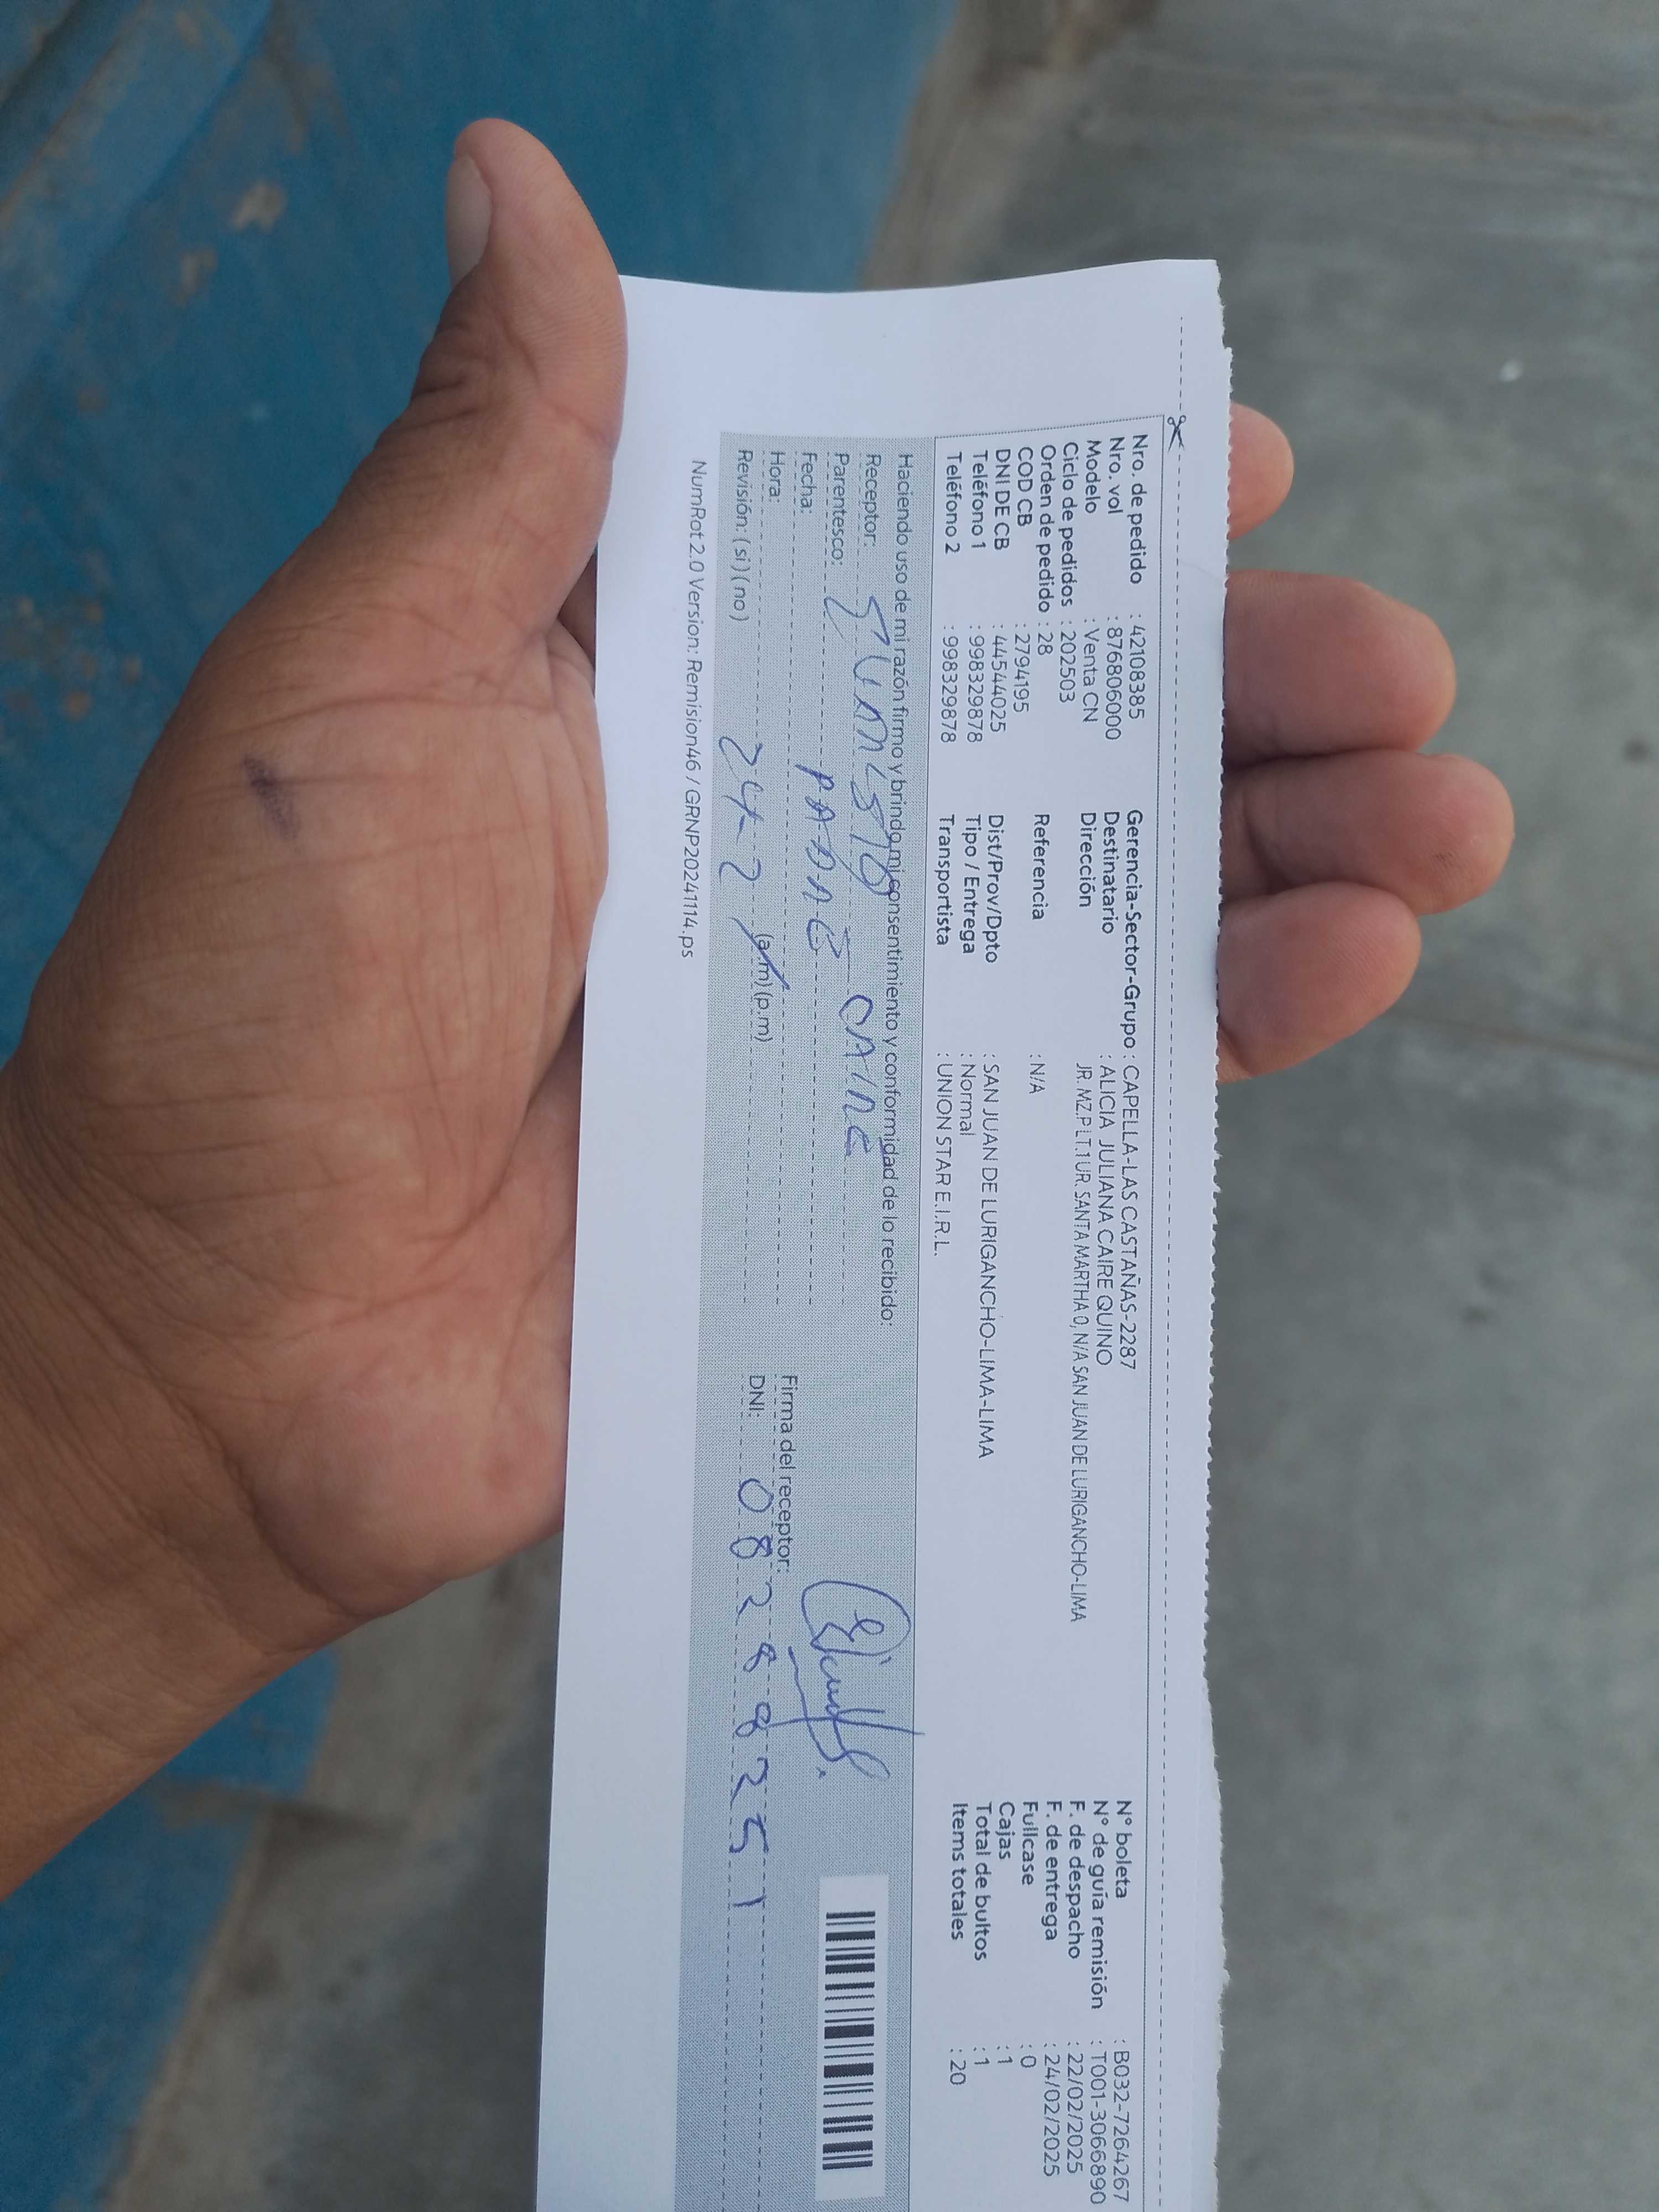 Nro. de pedido : 42108385
Nro. vol : 876806000
Modelo : Venta CN
Ciclo de pedidos : 202503
Orden de pedido : 28
COD CB : 2794195
DNI DE CB : 44544025
Teléfono 1 : 998329878
Teléfono 2 : 998329878
Gerencia-Sector-Grupo : CAPELLA-LAS CASTAÑAS-2287
Destinatario : ALICIA JULIANA CAIRE QUINO
Dirección JR. MZ.P LT.1 UR. SANTA MARTHA 0, N/A SAN JUAN DE LURIGANCHO-LIMA
Referencia : N/A
Dist/Prov/Dpto : SAN JUAN DE LURIGANCHO-LIMA-LIMA
Tipo / Entrega : Normal
Transportista : UNION STAR E.I.R.L.
N° boleta : B032-7264267
N° de guía remisión : T001-3066890
F. de despacho : 22/02/2025
F. de entrega : 24/02/2025
Fullcase : 0
Cajas : 1
Total de bultos : 1
Items totales : 20
Haciendo uso de mi razón firmo y brindo mi consentimiento y conformidad de lo recibido:
Receptor:
Parentesco:
Fecha:
Hora: (a.m) (p.m)
Revisión: (si) (no) 24-2
Firma del receptor:
DNI: 08288251
NumRot 2.0 Version: Remision46 / GRNP20241114.ps